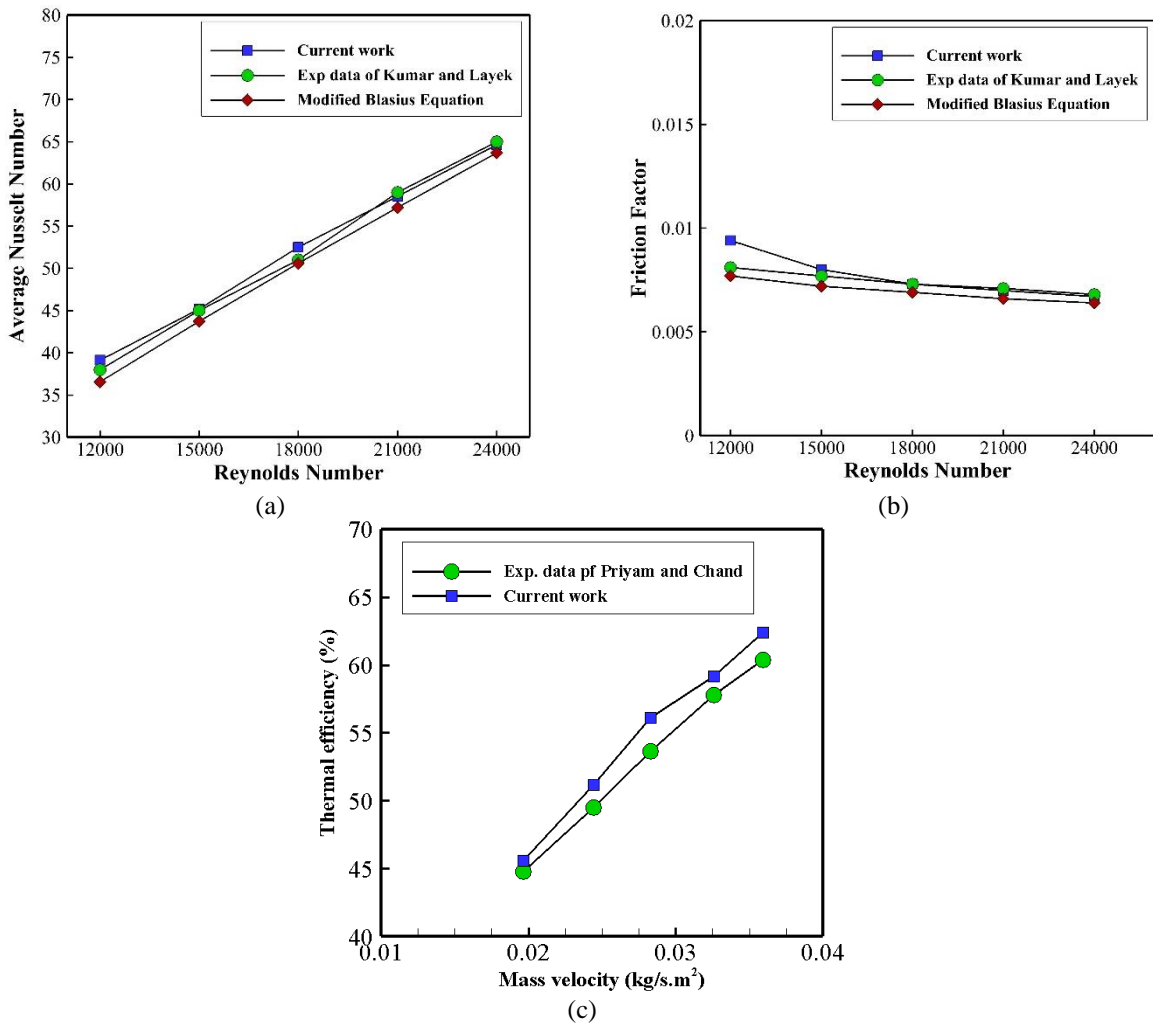 80
75
70
65
60
55
50
45
40
35
30
Average Nusselt Number
Current work
Exp data of Kumar and Layek
Modified Blasius Equation
12000 15000 18000 21000 24000
Reynolds Number
(a)
0.02
0.015
0.01
0.005
0
Friction Factor
Current work
Exp data of Kumar and Layek
Modified Blasius Equation
12000 15000 18000 21000 24000
Reynolds Number
(b)
70
65
60
55
50
45
40
Thermal efficiency (%)
Exp. data pf Priyam and Chand
Current work
0.01 0.02 0.03 0.04
Mass velocity (kg/s.m²)
(c)